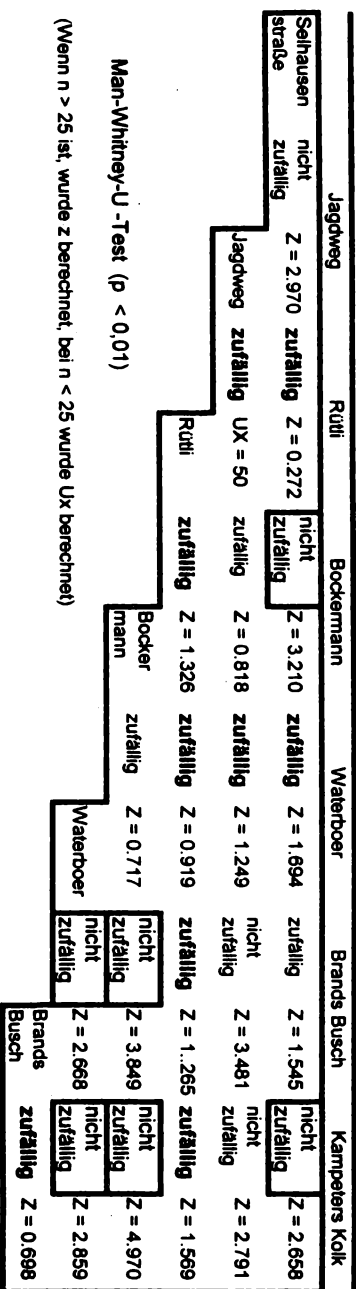 Jagdweg Rütli Bockermann Waterboer Brands Busch Kampeters Kolk
Selhausen straße nicht zufällig Z = 2.970 zufällig Z = 0.272 nicht zufällig Z = 3.210 zufällig Z = 1.694 zufällig Z = 1.545 nicht zufällig Z = 2.658
Jagdweg zufällig UX = 50 zufällig Z = 0.818 zufällig Z = 1.249 nicht zufällig Z = 3.481 nicht zufällig Z = 2.791
Rütli zufällig Z = 1.326 zufällig Z = 0.919 zufällig Z = 1..265 zufällig Z = 1.569
Bocker mann zufällig Z = 0.717 nicht zufällig Z = 3.849 nicht zufällig Z = 4.970
Waterboer nicht zufällig Z = 2.668 nicht zufällig Z = 2.859
Brands Busch zufällig Z = 0.698
Man-Whitney-U -Test (p < 0,01)
(Wenn n > 25 ist, wurde z berechnet, bei n < 25 wurde Ux berechnet)